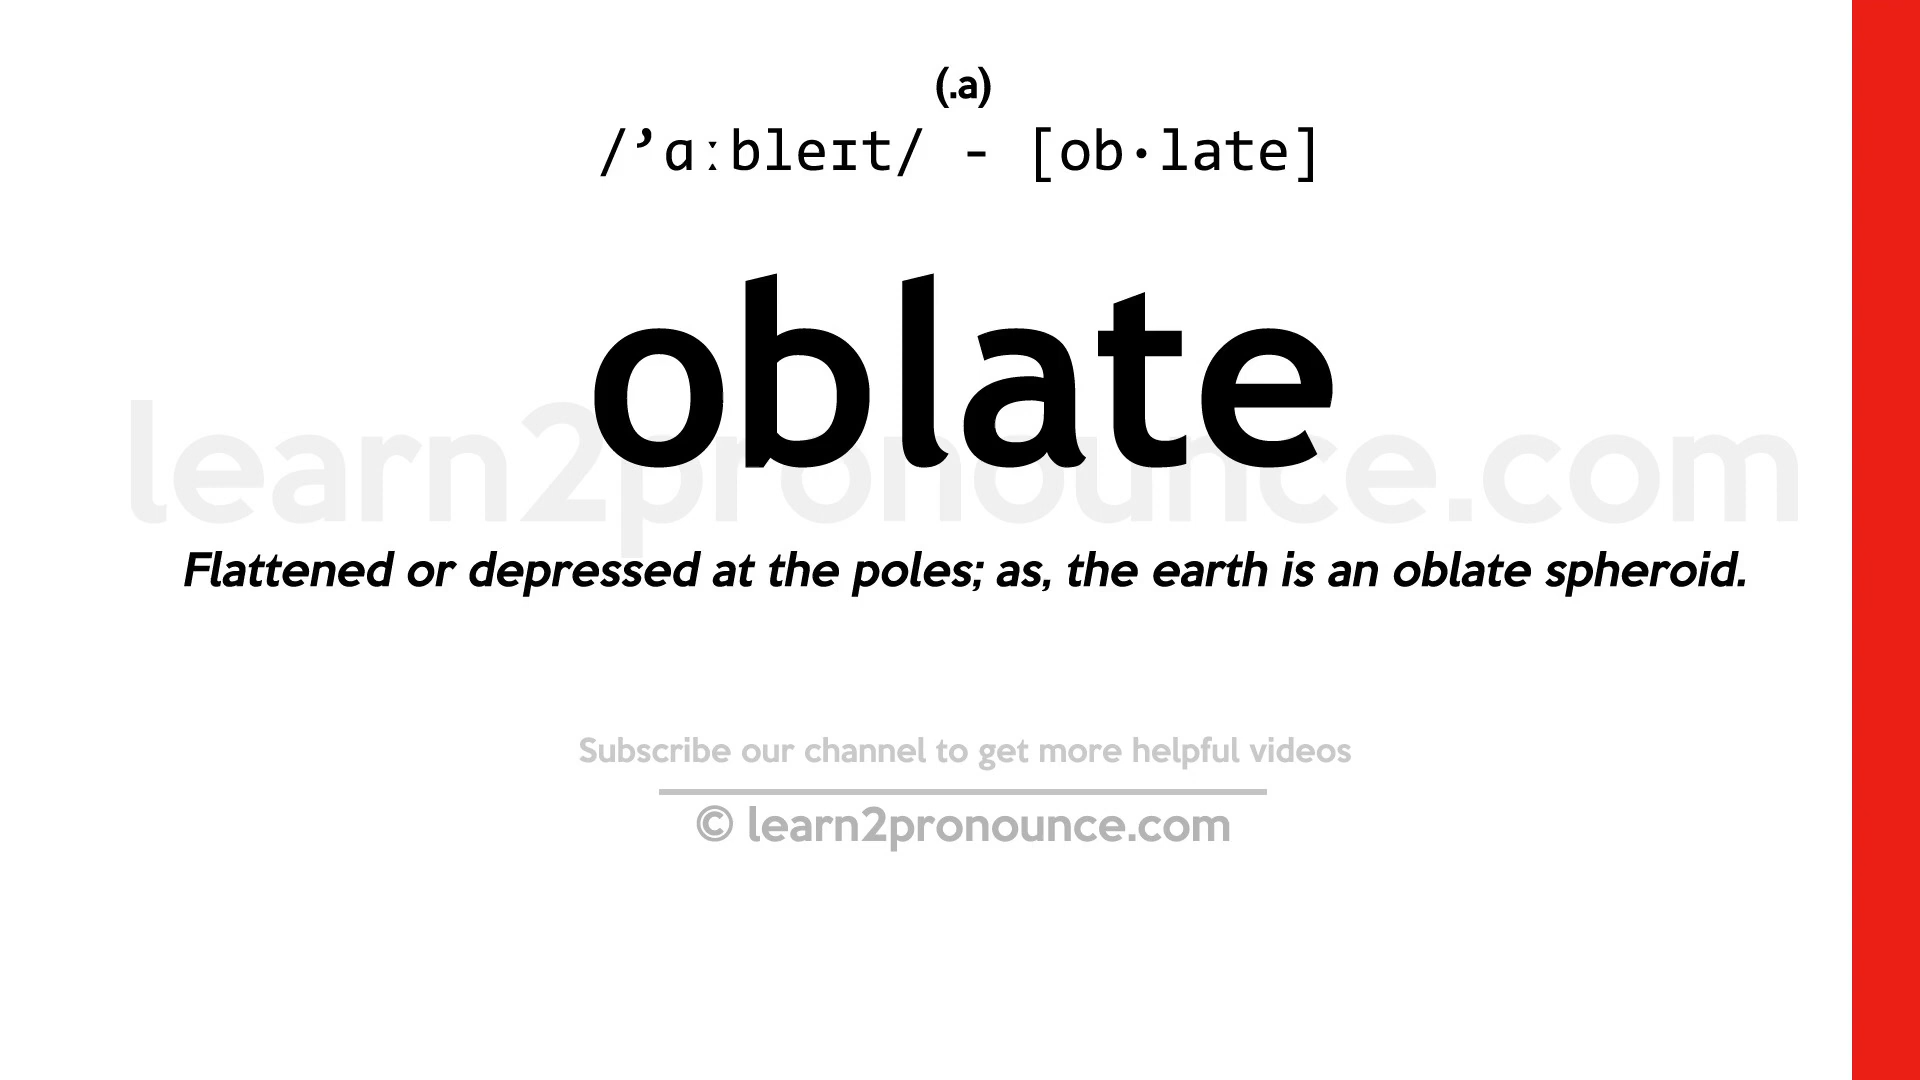 (.a)
/’ɑːbleɪt/ - [ob·late]
oblate
learn2pronounce.com
Flattened or depressed at the poles; as, the earth is an oblate spheroid.
Subscribe our channel to get more helpful videos
© learn2pronounce.com